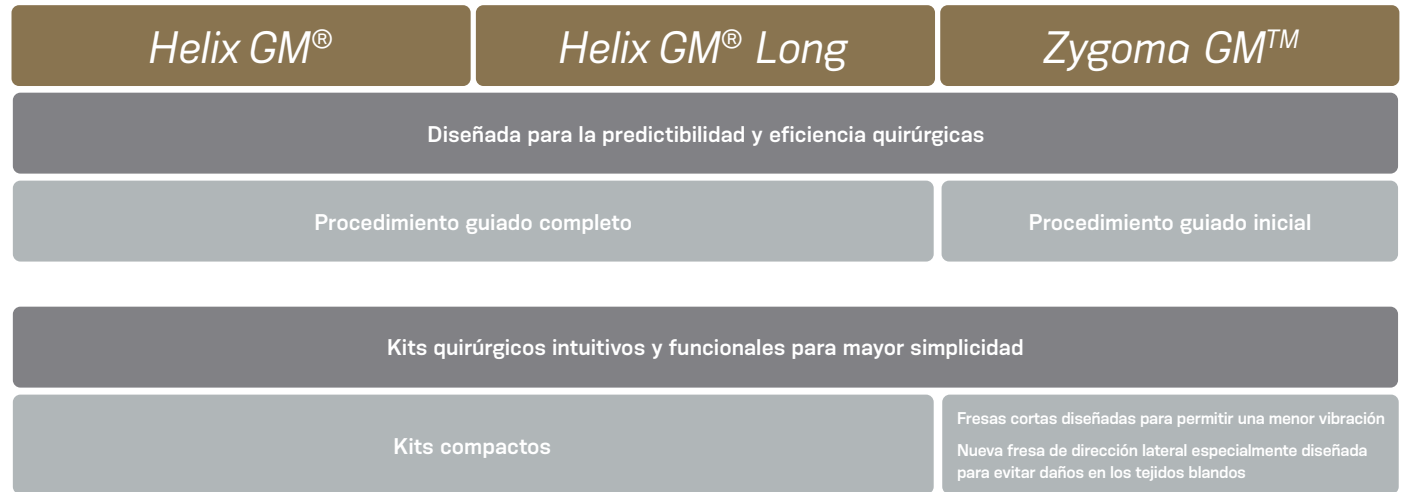 Helix GM®
Helix GM® Long
Zygoma GM™
Diseñada para la predictibilidad y eficiencia quirúrgicas
Procedimiento guiado completo
Procedimiento guiado inicial
Kits quirúrgicos intuitivos y funcionales para mayor simplicidad
Kits compactos
Fresas cortas diseñadas para permitir una menor vibración
Nueva fresa de dirección lateral especialmente diseñada
para evitar daños en los tejidos blandos